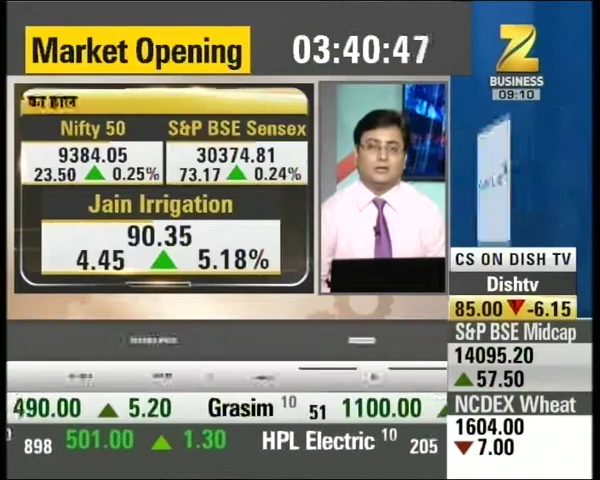 Market Opening
03:40:47
BUSINESS
09:10
का हाल
Nifty 50
S&P BSE Sensex
9384.05
30374.81
23.50 ▲ 0.25%
73.17 ▲ 0.24%
Jain Irrigation
90.35
4.45 ▲ 5.18%
CS ON DISH TV
Dishtv
85.00 ▼ -6.15
S&P BSE Midcap
14095.20
▲ 57.50
NCDEX Wheat
1604.00
▼ 7.00
490.00 ▲ 5.20 Grasim 10 51 1100.00
898 501.00 ▲ 1.30 HPL Electric 10 205